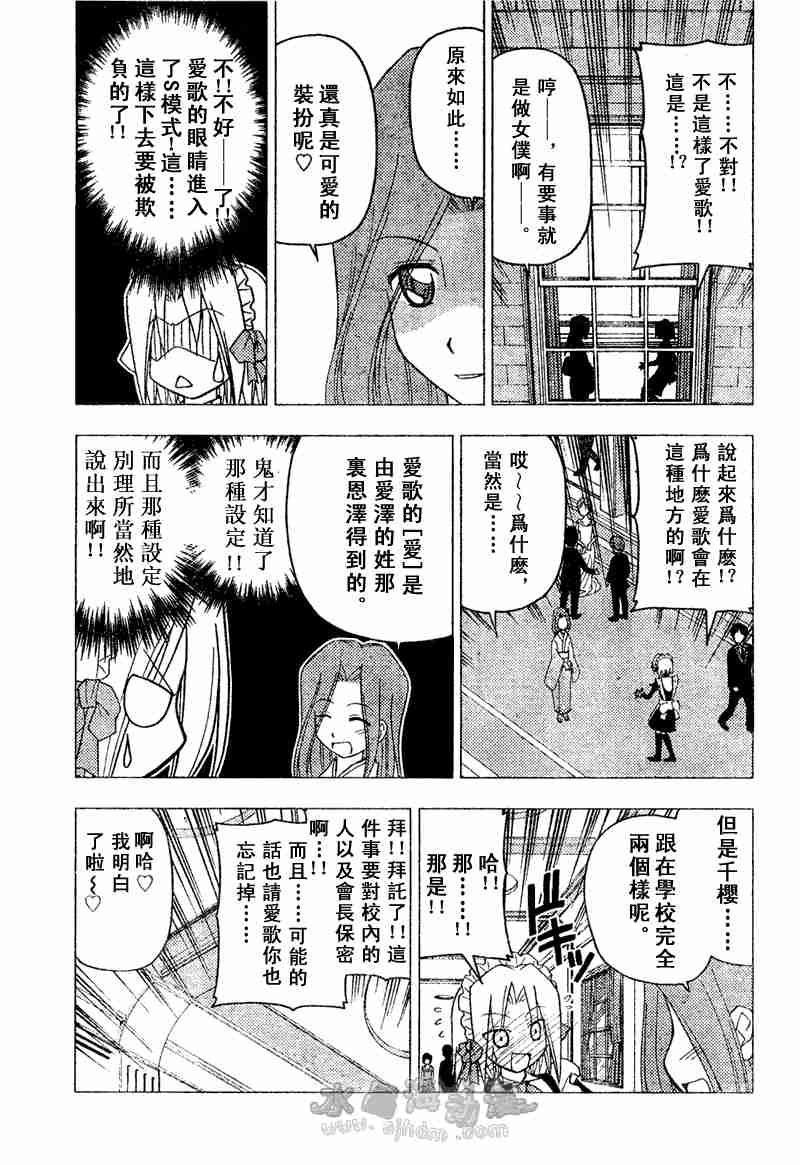 不……不對!!
不是這樣了愛歌!!
這是……!?
哼——，有要事就
是做女僕啊——。
原來如此……
還真是可愛的
裝扮呢♡
不!!不好——了!!
愛歌的眼睛進入
了S模式!這……
這樣下去要被欺
負的了!!
說起來爲什麽!?
爲什麽愛歌會在
這種地方的啊!?
哎～～爲什麽，
當然是……
愛歌的[愛]是
由愛澤的姓那
裏恩澤得到的。
鬼才知道了
那種設定!!
而且那種設定
別理所當然地
說出來啊!!
但是千櫻……
跟在學校完全
兩個樣呢。
哈!!
那……
那是!!
ドキッ
拜!!拜託了!!這
件事要對校內的
人以及會長保密
啊…!!
而且……可能的
話也請愛歌你也
忘記掉……
啊哈♡
我明白
了啦～♡
www.sjhdm.com